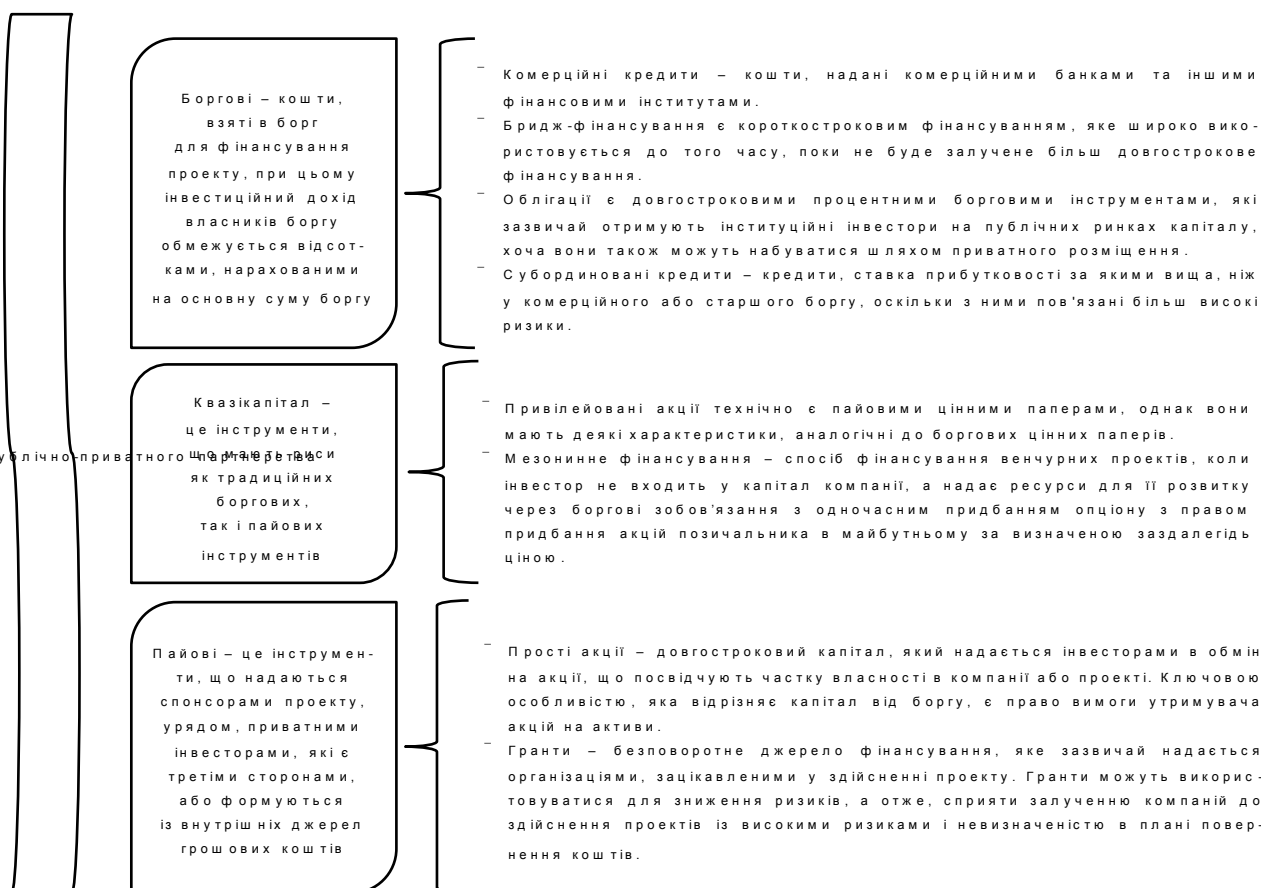 Боргові – кошти,
взяті в борг
для фінансування
проекту, при цьому
інвестиційний дохід
власників боргу
обмежується відсот-
ками, нарахованими
на основну суму боргу
– Комерційні кредити – кошти, надані комерційними банками та іншими
фінансовими інститутами.
– Бридж-фінансування є короткостроковим фінансуванням, яке широко вико-
ристовується до того часу, поки не буде залучене більш довгострокове
фінансування.
– Облігації є довгостроковими процентними борговими інструментами, які
зазвичай отримують інституційні інвестори на публічних ринках капіталу,
хоча вони також можуть набуватися шляхом приватного розміщення.
– Субординовані кредити – кредити, ставка прибутковості за якими вища, ніж
у комерційного або старшого боргу, оскільки з ними пов'язані більш високі
ризики.
Квазікапітал –
це інструменти,
що мають риси
як традиційних
боргових,
так і пайових
інструментів
ублічно-приватного партнерства
– Привілейовані акції технічно є пайовими цінними паперами, однак вони
мають деякі характеристики, аналогічні до боргових цінних паперів.
– Мезонинне фінансування – спосіб фінансування венчурних проектів, коли
інвестор не входить у капітал компанії, а надає ресурси для її розвитку
через боргові зобов’язання з одночасним придбанням опціону з правом
придбання акцій позичальника в майбутньому за визначеною заздалегідь
ціною.
Пайові – це інструмен-
ти, що надаються
спонсорами проекту,
урядом, приватними
інвесторами, які є
третіми сторонами,
або формуються
із внутрішніх джерел
грошових коштів
– Прості акції – довгостроковий капітал, який надається інвесторами в обмін
на акції, що посвідчують частку власності в компанії або проекті. Ключовою
особливістю, яка відрізняє капітал від боргу, є право вимоги утримувача
акцій на активи.
– Гранти – безповоротне джерело фінансування, яке зазвичай надається
організаціями, зацікавленими у здійсненні проекту. Гранти можуть викорис-
товуватися для зниження ризиків, а отже, сприяти залученню компаній до
здійснення проектів із високими ризиками і невизначеністю в плані повер-
нення коштів.